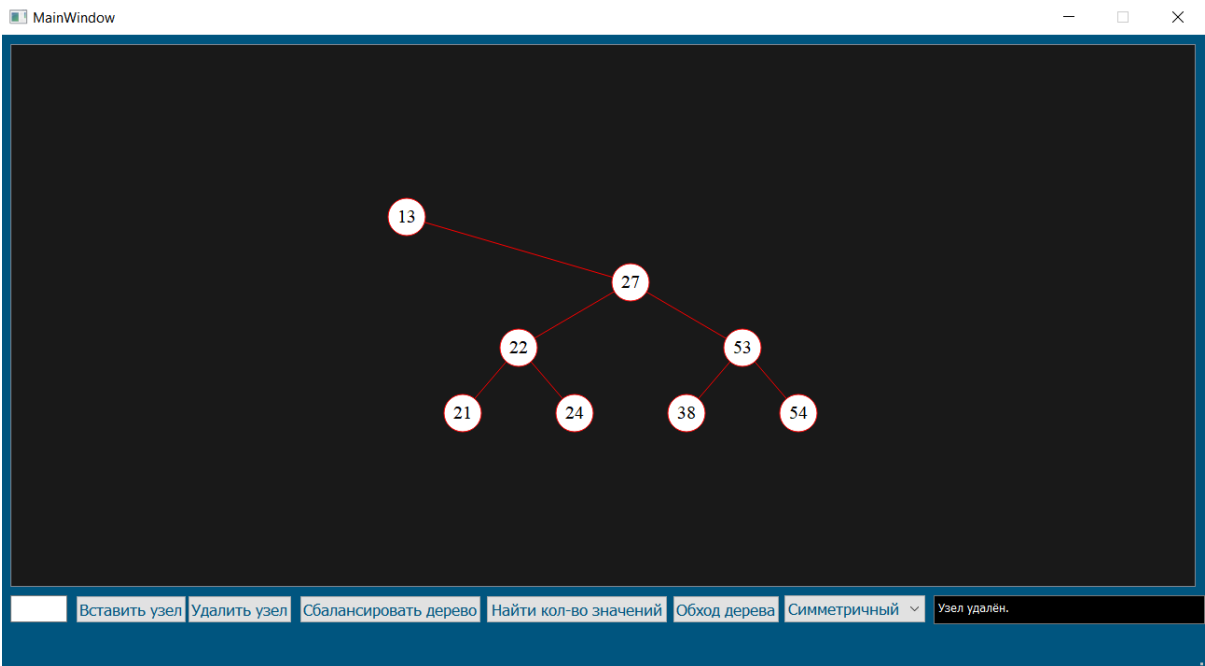 MainWindow
13
27
22 53
21 24 38 54
Вставить узел Удалить узел Сбалансировать дерево Найти кол-во значений Обход дерева Симметричный Узел удалён.